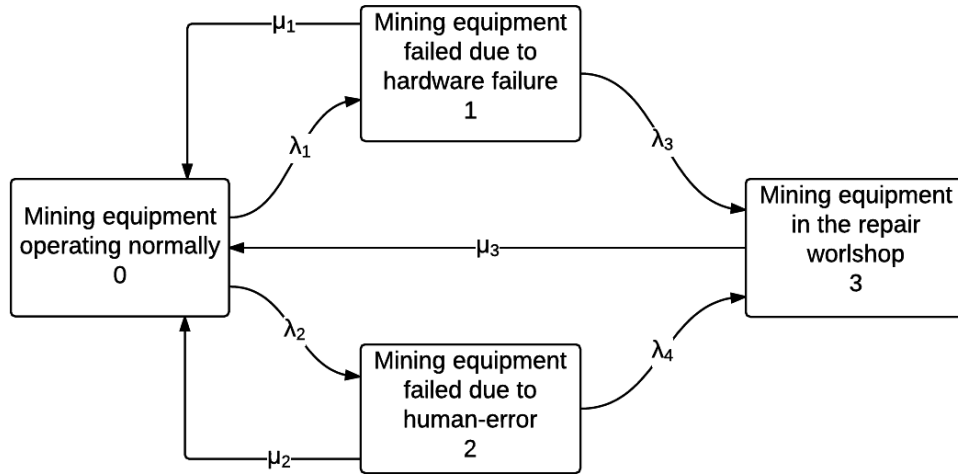 μ₁
Mining equipment
failed due to
hardware failure
1
λ₁
λ₃
Mining equipment
operating normally
0
μ₃
Mining equipment
in the repair
worlshop
3
λ₂
λ₄
Mining equipment
failed due to
human-error
2
μ₂